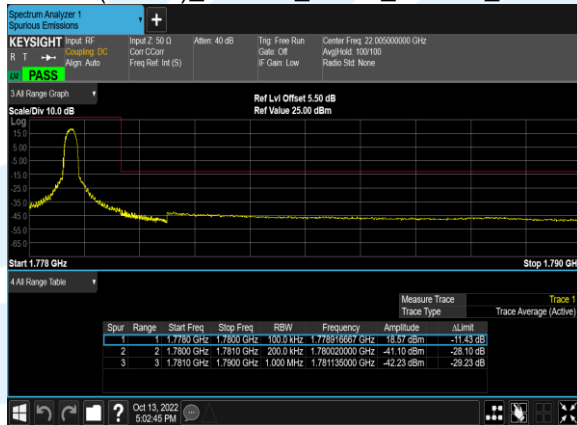 Spectrum Analyzer 1
Spurious Emissions
KEYSIGHT Input: RF Input Z: 50 Ω Atten: 40 dB Trig: Free Run Center Freq: 22.005000000 GHz
R T Coupling: DC Corr CCorr Gate: Off Avg|Hold: 100/100
Align: Auto Freq Ref: Int (S) IF Gain: Low Radio Std: None
PASS
3 All Range Graph
Ref Lvl Offset 5.50 dB
Scale/Div 10.0 dB Ref Value 25.00 dBm
Log
15.0
5.00
-5.00
-15.0
-25.0
-35.0
-45.0
-55.0
-65.0
Start 1.778 GHz Stop 1.790 GH
4 All Range Table
Measure Trace Trace 1
Trace Type Trace Average (Active)
Spur Range Start Freq Stop Freq RBW Frequency Amplitude ΔLimit
1 1 1.7780 GHz 1.7800 GHz 100.0 kHz 1.778916667 GHz 18.57 dBm -11.43 dB
2 2 1.7800 GHz 1.7810 GHz 200.0 kHz 1.780020000 GHz -41.10 dBm -28.10 dB
3 3 1.7810 GHz 1.7900 GHz 1.000 MHz 1.781135000 GHz -42.23 dBm -29.23 dB
? Oct 13, 2022
5:02:45 PM